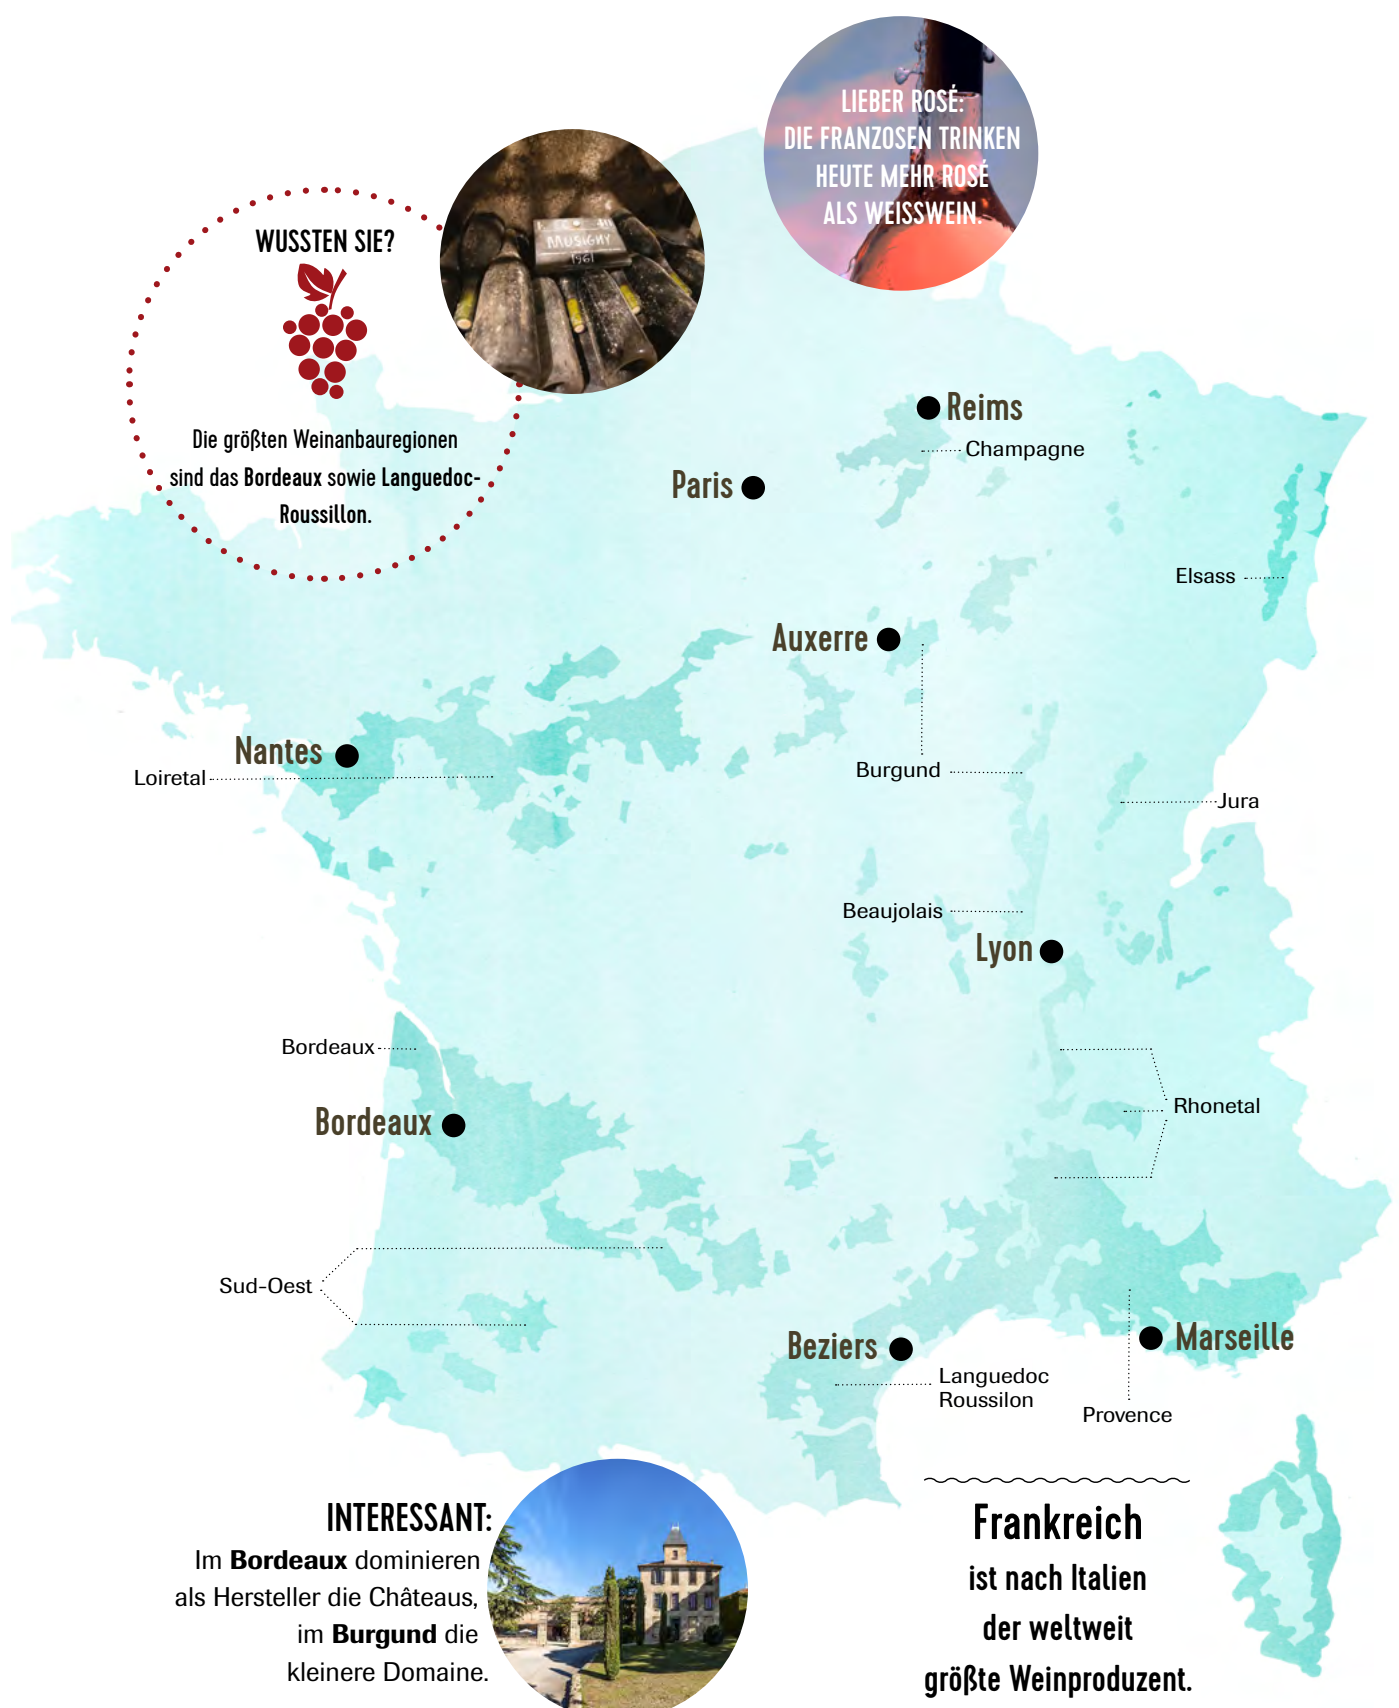 LIEBER ROSÉ:
DIE FRANZOSEN TRINKEN
HEUTE MEHR ROSÉ
ALS WEISSWEIN.
WUSSTEN SIE?
Die größten Weinanbauregionen
sind das Bordeaux sowie Languedoc-
Roussillon.
MUSIGNY
1961
Reims
Champagne
Paris
Elsass
Auxerre
Nantes
Loiretal
Burgund
Jura
Beaujolais
Lyon
Bordeaux
Bordeaux
Rhonetal
Sud-Oest
Beziers
Marseille
Languedoc
Roussilon
Provence
INTERESSANT:
Im Bordeaux dominieren
als Hersteller die Châteaus,
im Burgund die
kleinere Domaine.
Frankreich
ist nach Italien
der weltweit
größte Weinproduzent.